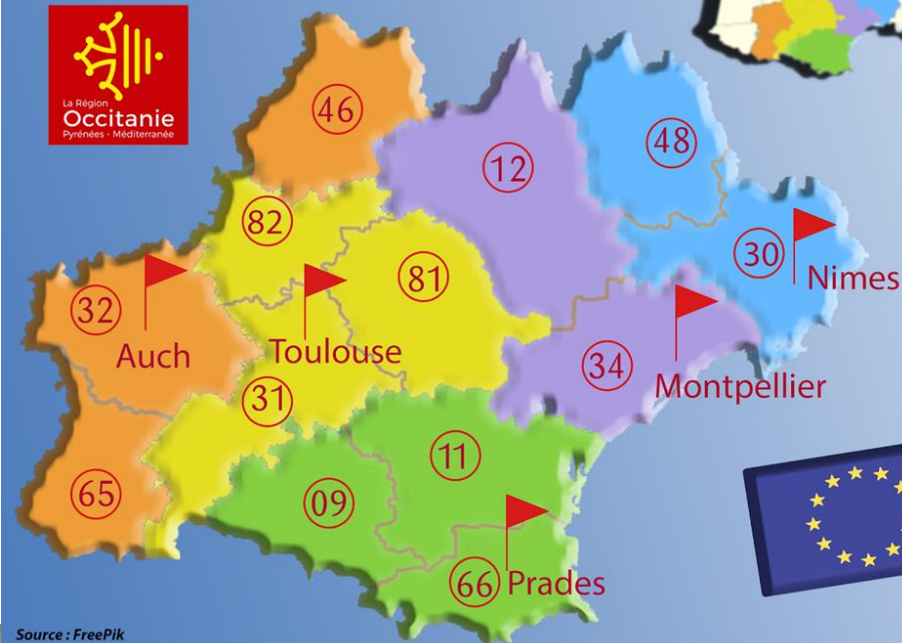 La Région
Occitanie
Pyrénées - Méditerranée
46
12
48
82
30
Nimes
81
32
Auch
Toulouse
34
Montpellier
31
11
65
09
66 Prades
Source : FreePik